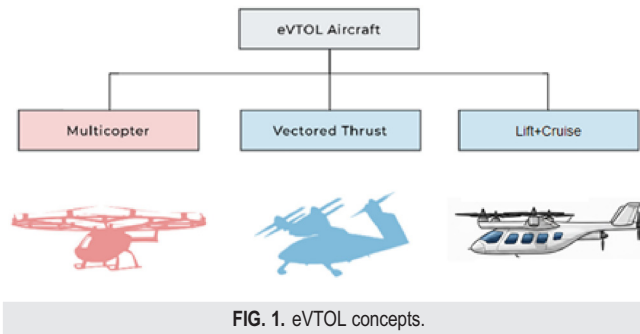 eVTOL Aircraft
Multicopter
Vectored Thrust
Lift+Cruise
FIG. 1. eVTOL concepts.